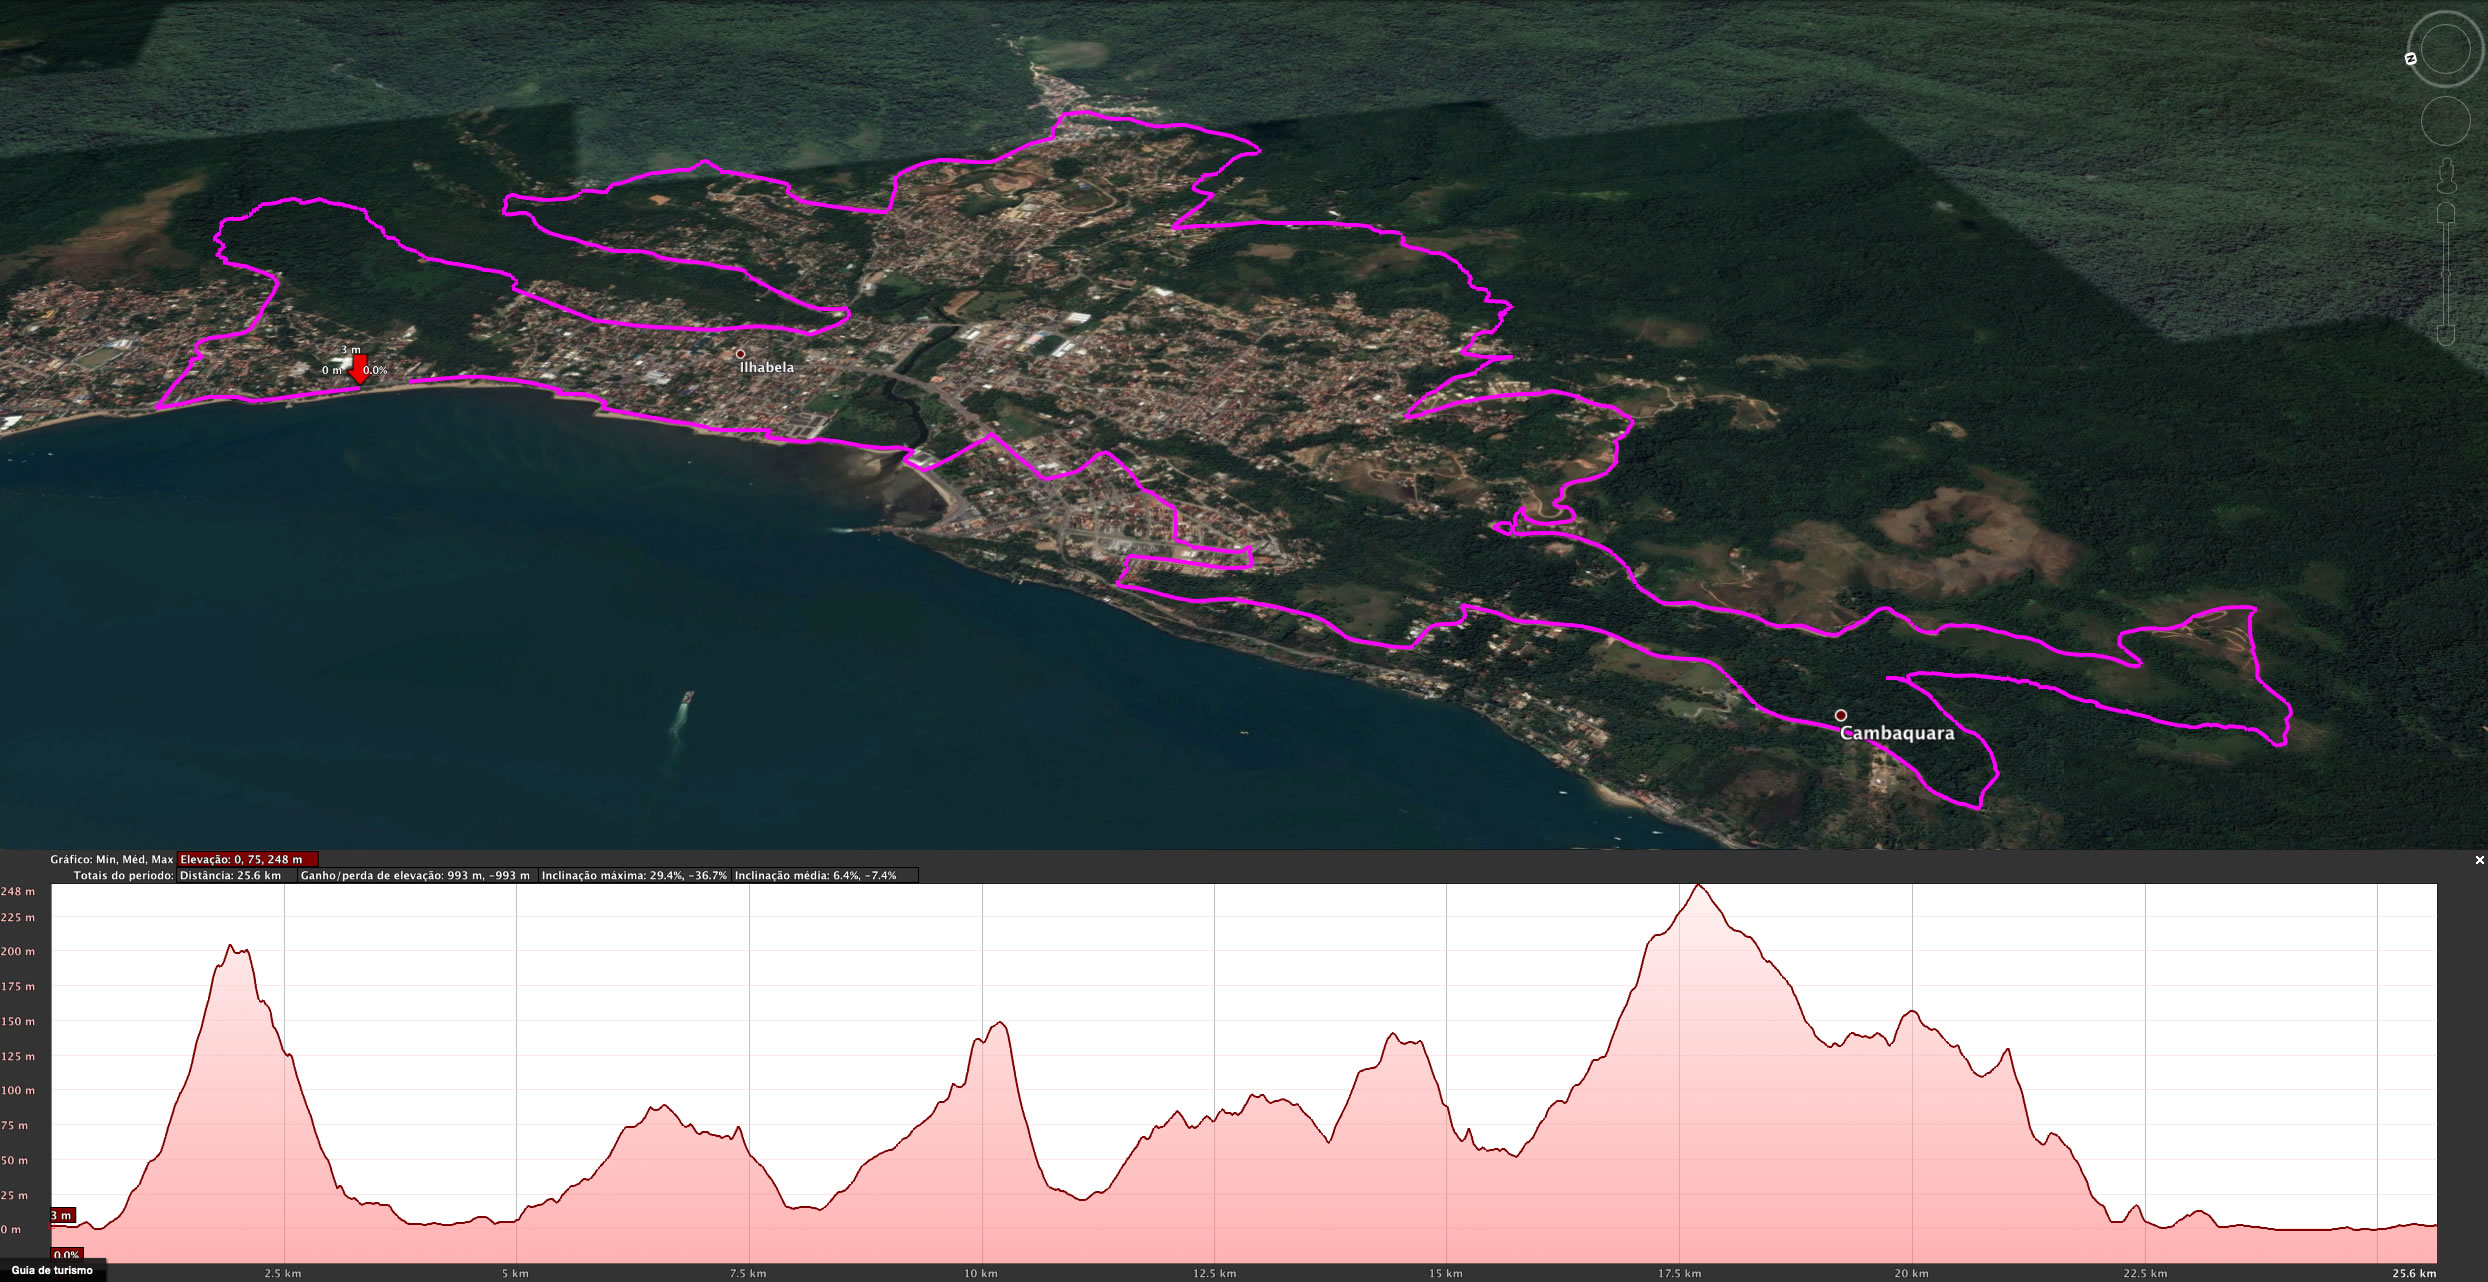 N
3 m
0 m 0.0%
Ilhabela
Cambaquara
Gráfico: Mín, Méd, Max Elevação: 0, 75, 248 m
Totais do período: Distância: 25.6 km Ganho/perda de elevação: 993 m, -993 m Inclinação máxima: 29.4%, -36.7% Inclinação média: 6.4%, -7.4%
248 m
225 m
200 m
175 m
150 m
125 m
100 m
75 m
50 m
25 m
3 m
0 m
0.0%
Guia de turismo
2.5 km 5 km 7.5 km 10 km 12.5 km 15 km 17.5 km 20 km 22.5 km 25.6 km